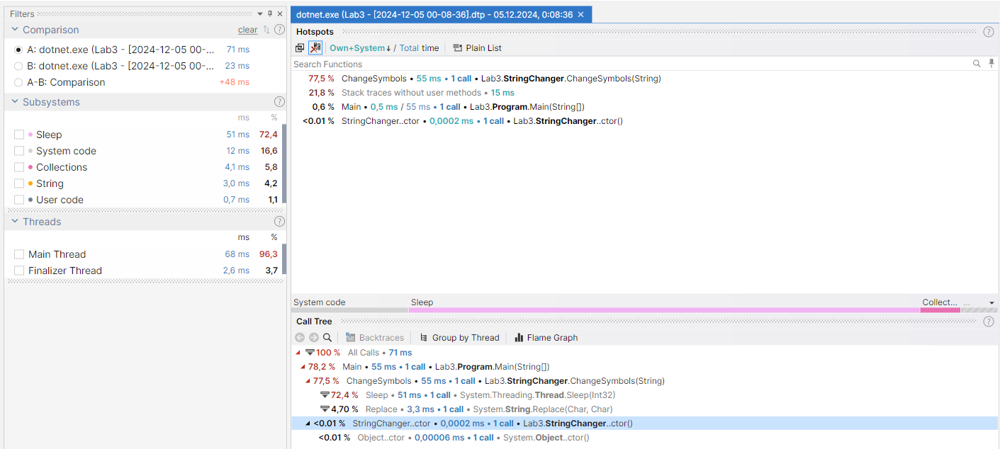 Filters
Comparison clear
A: dotnet.exe (Lab3 - [2024-12-05 00-... 71 ms
B: dotnet.exe (Lab3 - [2024-12-05 00-... 23 ms
A-B: Comparison +48 ms
Subsystems
ms %
Sleep 51 ms 72,4
System code 12 ms 16,6
Collections 4,1 ms 5,8
String 3,0 ms 4,2
User code 0,7 ms 1,1
Threads
ms %
Main Thread 68 ms 96,3
Finalizer Thread 2,6 ms 3,7
dotnet.exe (Lab3 - [2024-12-05 00-08-36].dtp - 05.12.2024, 0:08:36
Hotspots
Own+System / Total time Plain List
Search Functions
77,5 % ChangeSymbols • 55 ms • 1 call • Lab3.StringChanger.ChangeSymbols(String)
21,8 % Stack traces without user methods • 15 ms
0,6 % Main • 0,5 ms / 55 ms • 1 call • Lab3.Program.Main(String[])
<0.01 % StringChanger..ctor • 0,0002 ms • 1 call • Lab3.StringChanger..ctor()
System code Sleep Collect... ...
Call Tree
Backtraces Group by Thread Flame Graph
100 % All Calls • 71 ms
78,2 % Main • 55 ms • 1 call • Lab3.Program.Main(String[])
77,5 % ChangeSymbols • 55 ms • 1 call • Lab3.StringChanger.ChangeSymbols(String)
72,4 % Sleep • 51 ms • 1 call • System.Threading.Thread.Sleep(Int32)
4,70 % Replace • 3,3 ms • 1 call • System.String.Replace(Char, Char)
<0.01 % StringChanger..ctor • 0,0002 ms • 1 call • Lab3.StringChanger..ctor()
<0.01 % Object..ctor • 0,00006 ms • 1 call • System.Object..ctor()